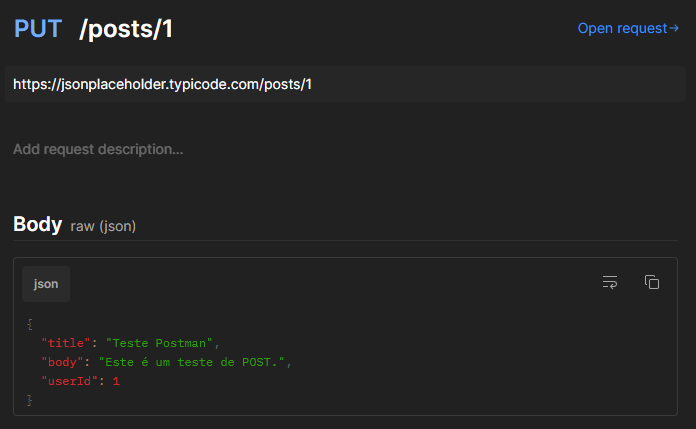 PUT /posts/1
Open request→
https://jsonplaceholder.typicode.com/posts/1
Add request description...
Body raw (json)
json
{
"title": "Teste Postman",
"body": "Este é um teste de POST.",
"userId": 1
}